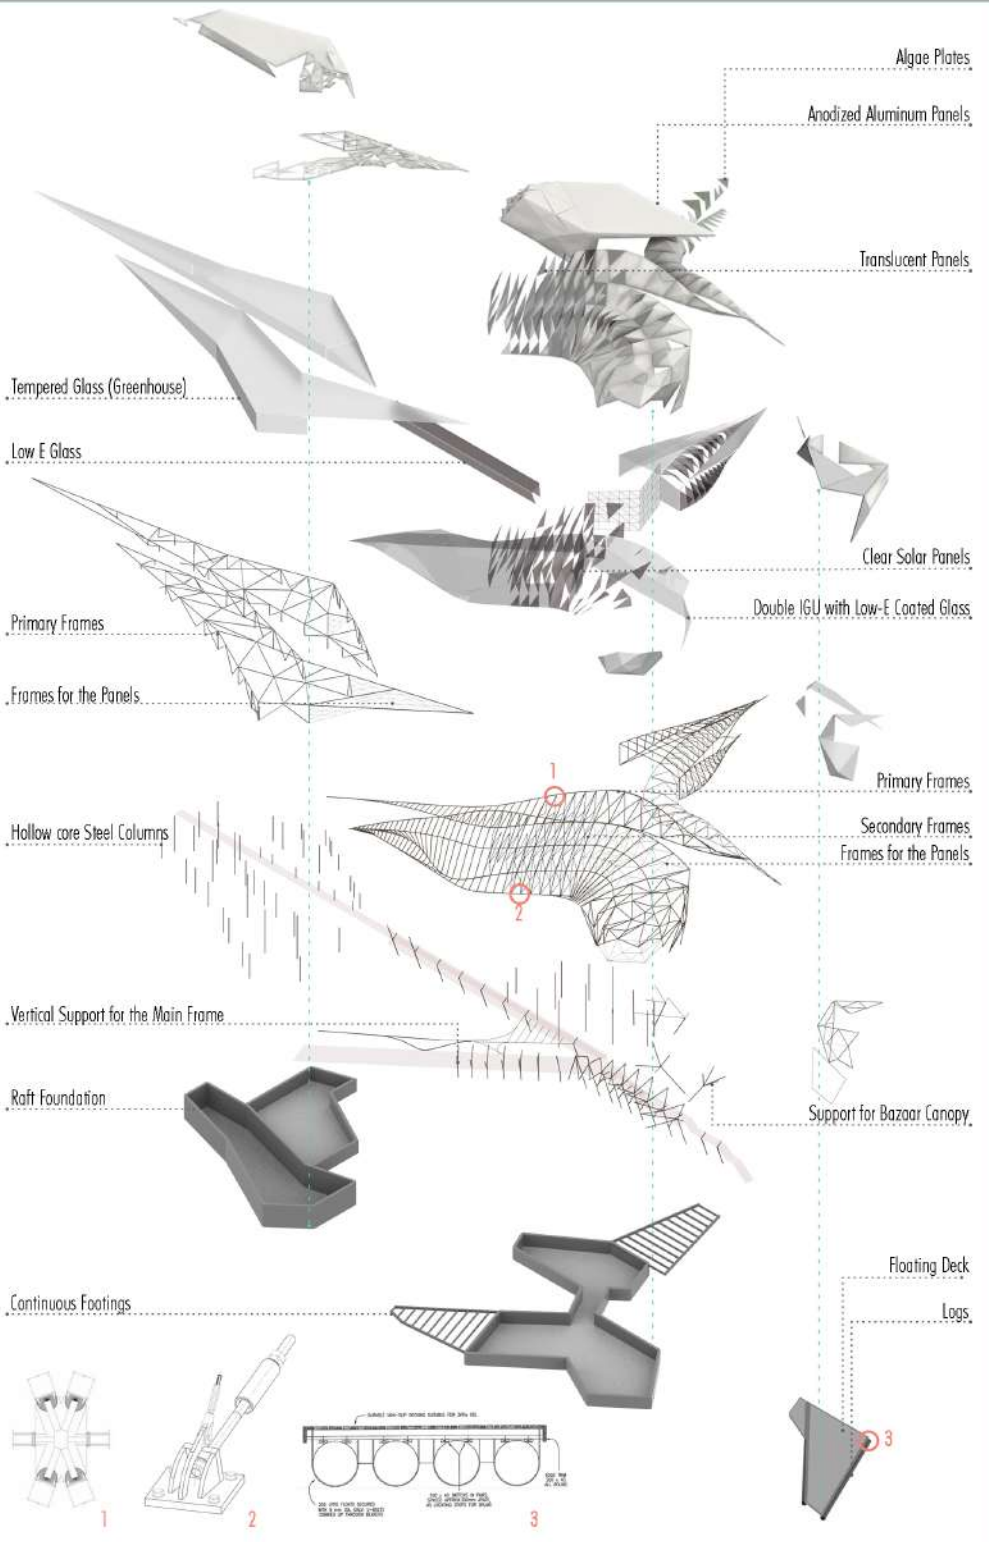 Algae Plates
Anodized Aluminum Panels
Translucent Panels
Tempered Glass (Greenhouse)
Low E Glass
Clear Solar Panels
Double IGU with Low-E Coated Glass
Primary Frames
Frames for the Panels
1
Primary Frames
Hollow core Steel Columns
Secondary Frames
Frames for the Panels
2
Vertical Support for the Main Frame
Raft Foundation
Support for Bazaar Canopy
Floating Deck
Continuous Footings
Logs
3
1
2
3